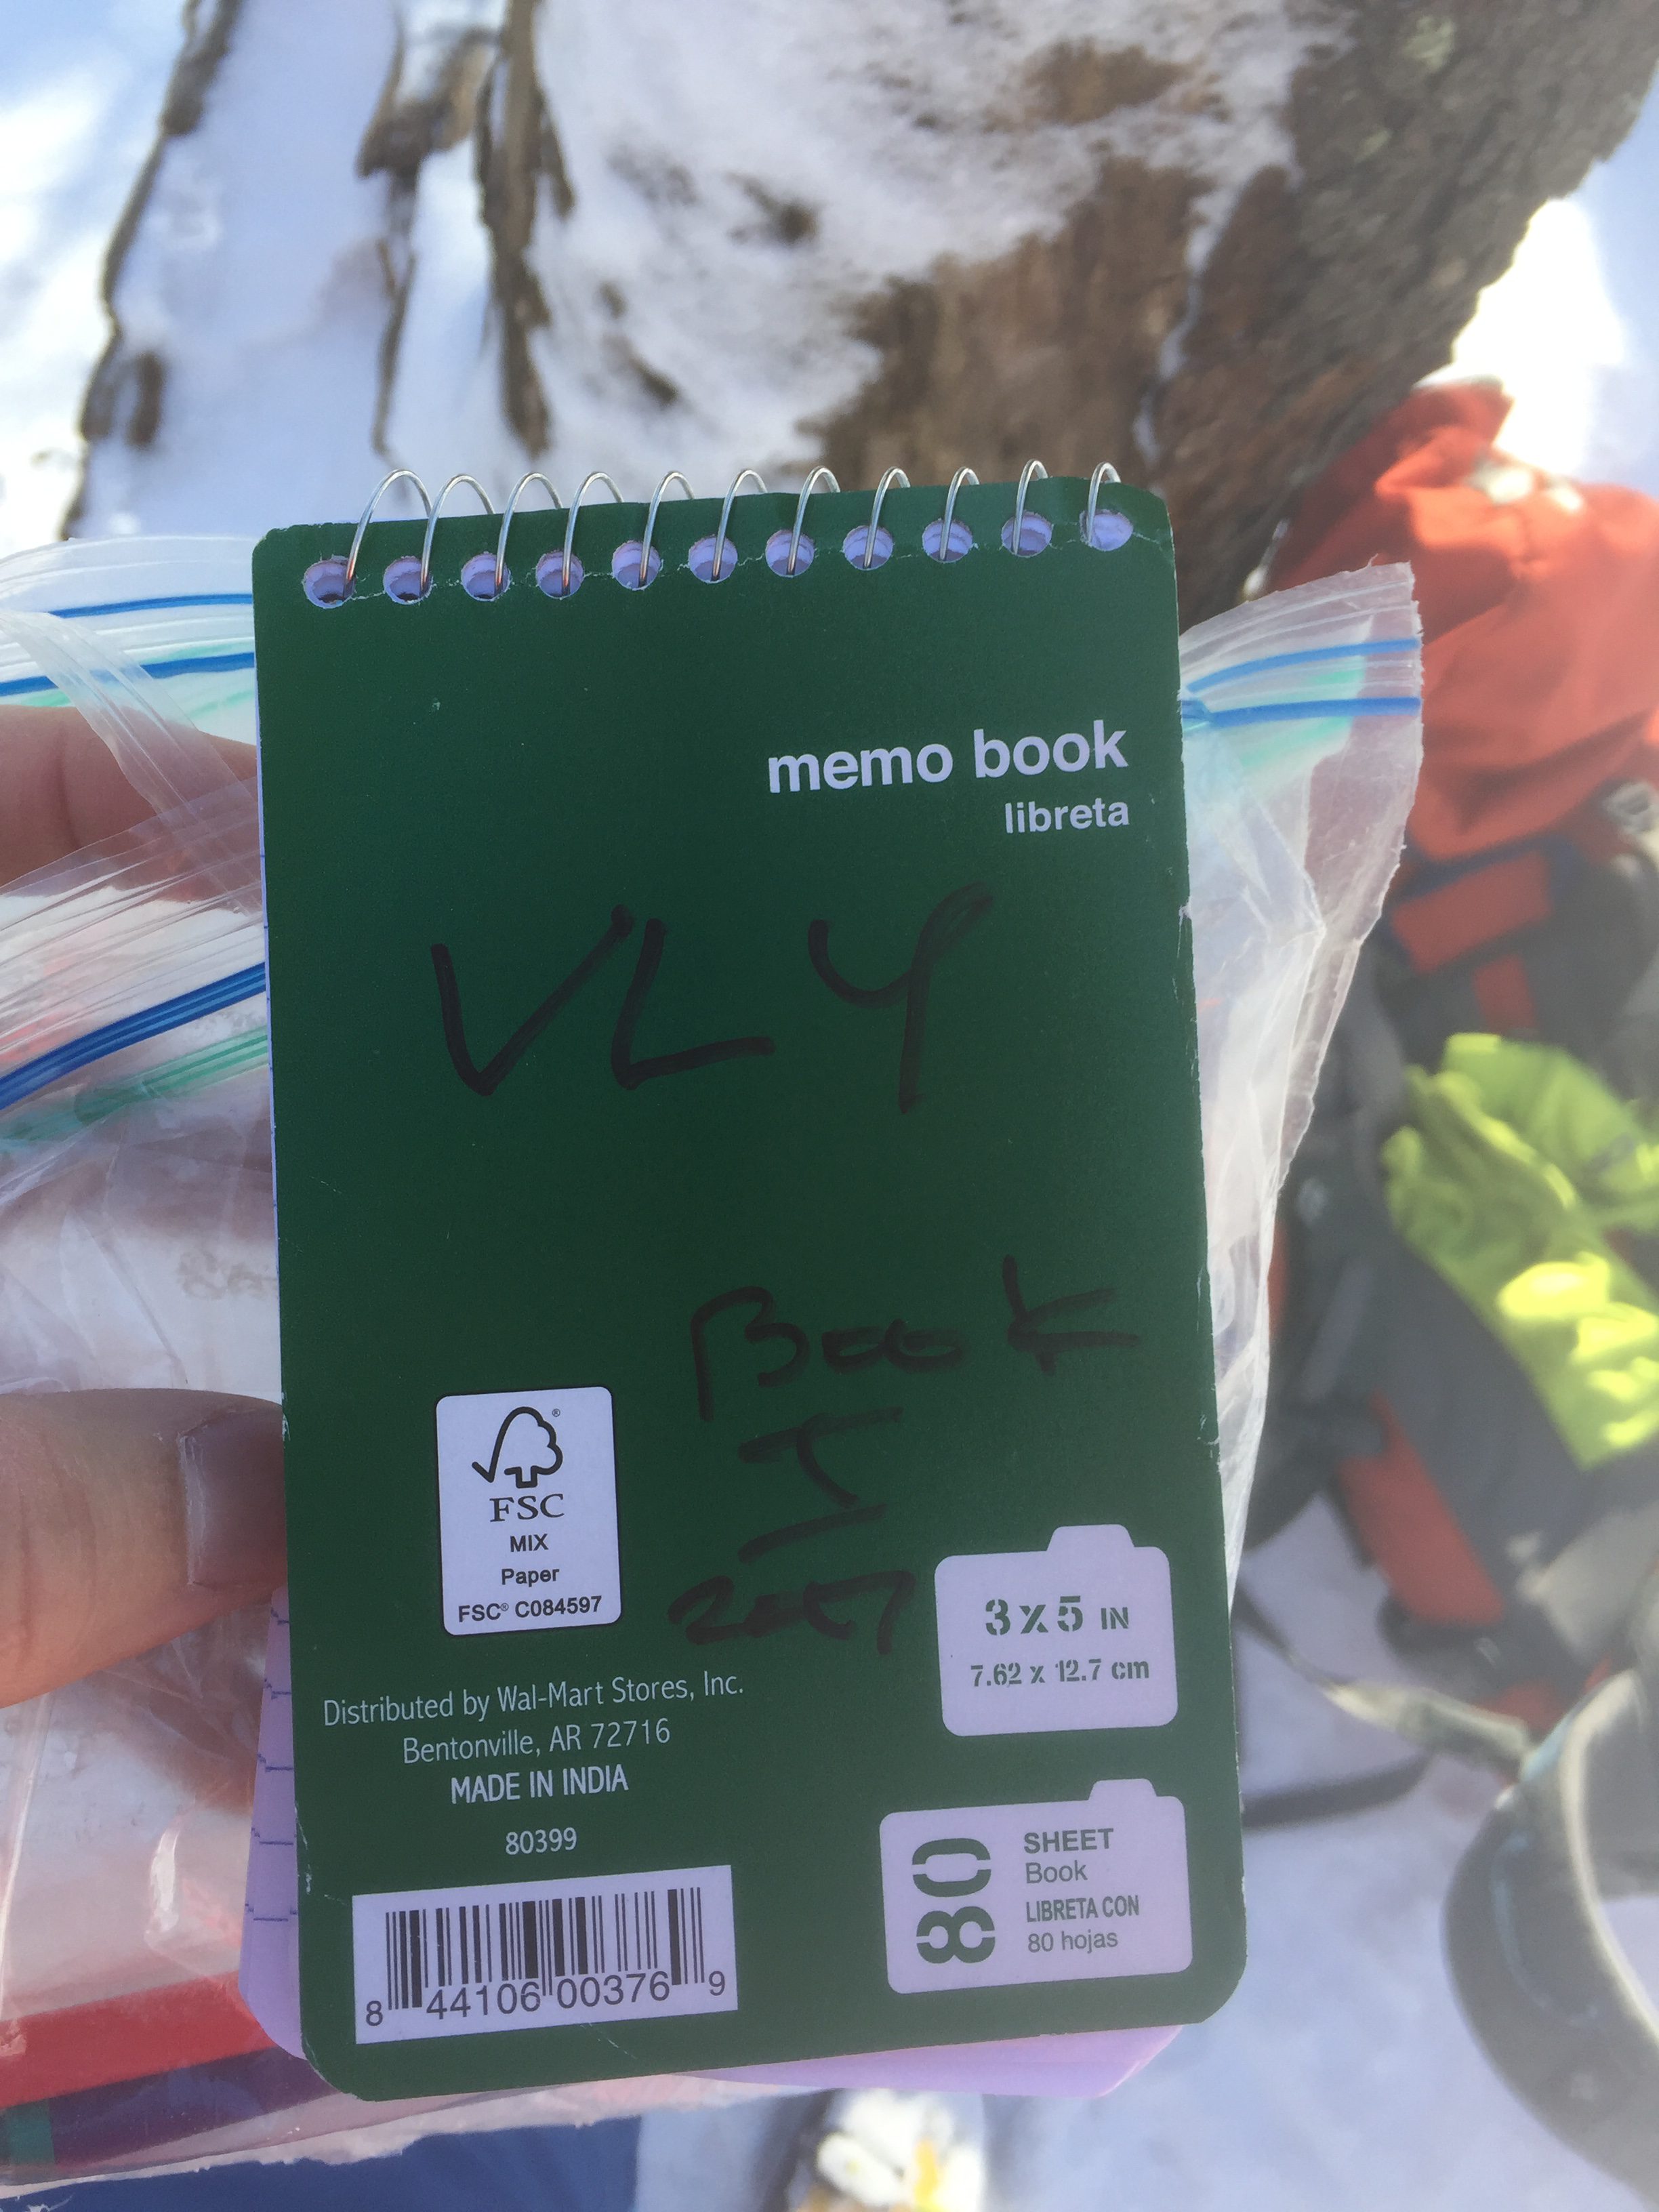 memo book
libreta
VLY
Book
I
2017
FSC®
MIX
Paper
FSC® C084597
3 x 5 IN
7.62 x 12.7 cm
Distributed by Wal-Mart Stores, Inc.
Bentonville, AR 72716
MADE IN INDIA
80399
80 SHEET
Book
LIBRETA CON
80 hojas
8 44106 00376 9